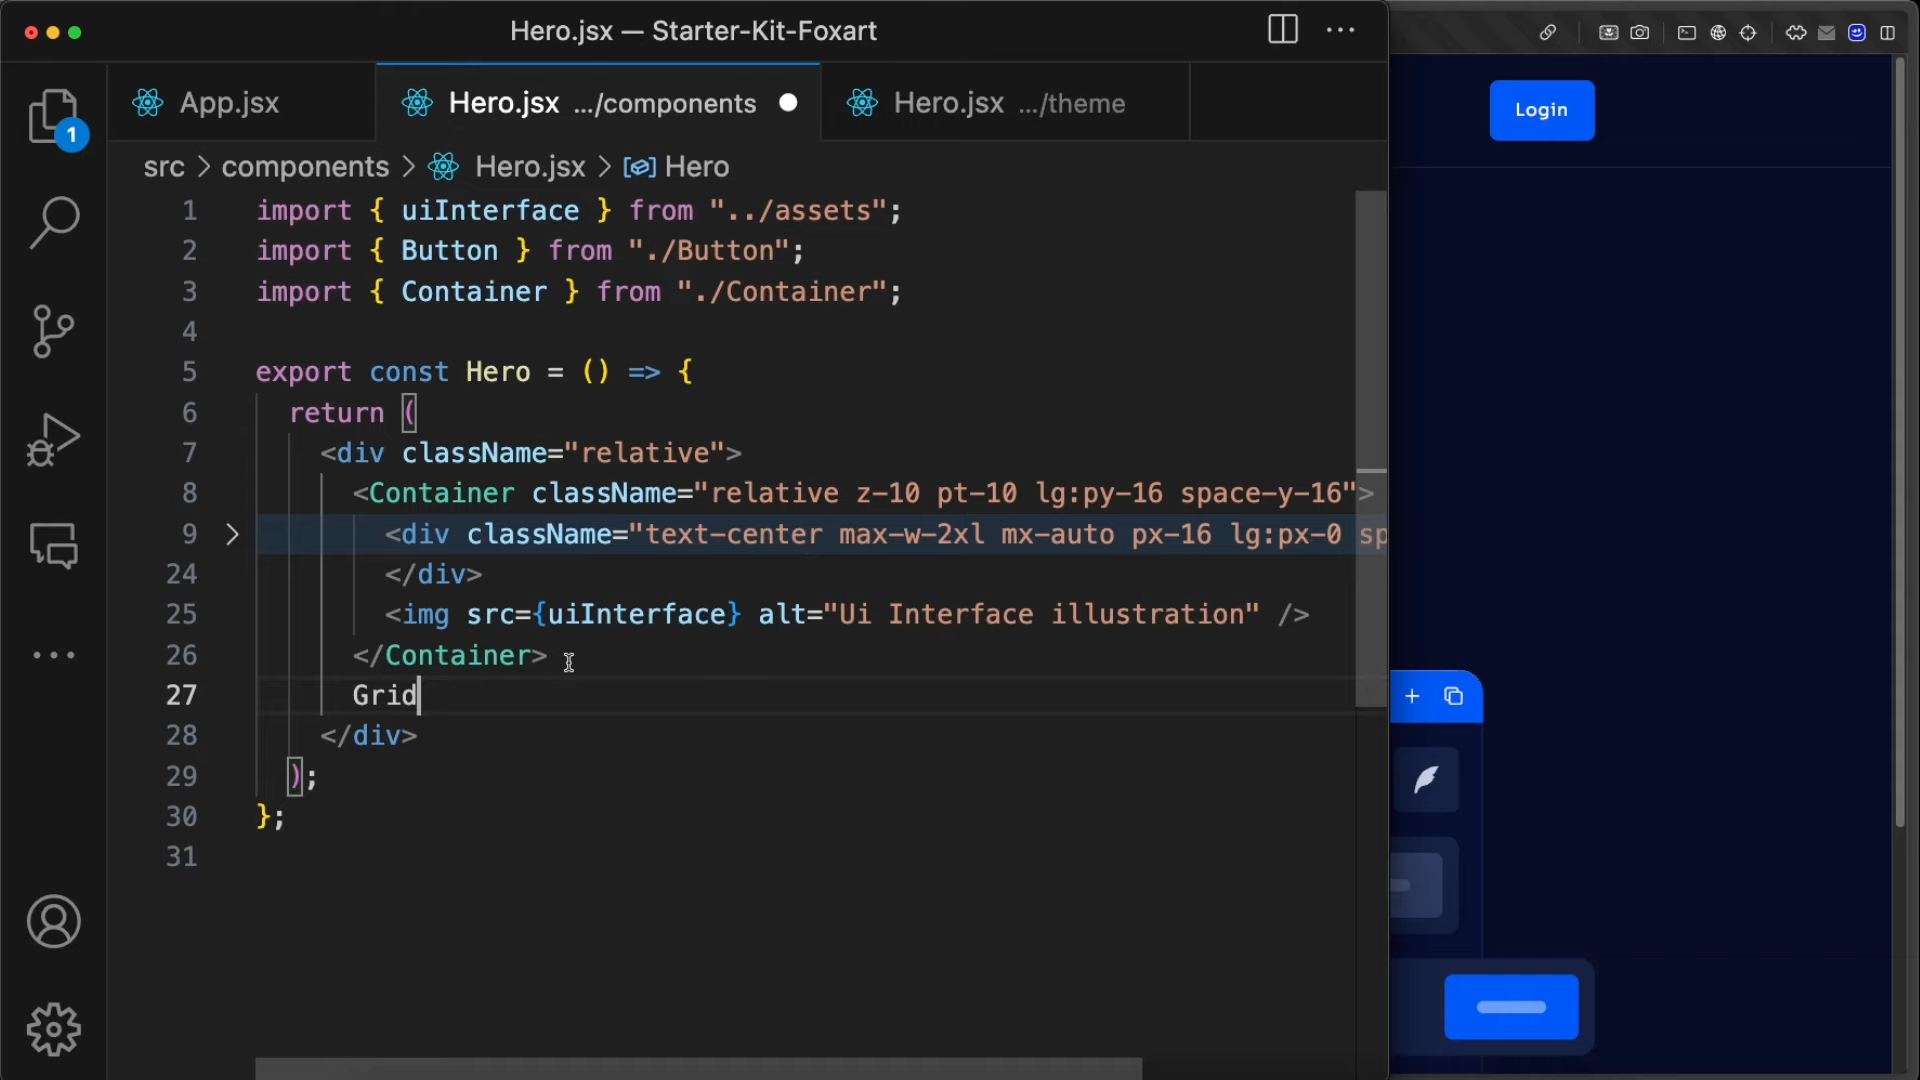 Hero.jsx — Starter-Kit-Foxart
App.jsx
Hero.jsx .../components
Hero.jsx .../theme
Login
1
src > components > Hero.jsx > Hero
1 import { uiInterface } from "../assets";
2 import { Button } from "./Button";
3 import { Container } from "./Container";
4
5 export const Hero = () => {
6 return (
7 <div className="relative">
8 <Container className="relative z-10 pt-10 lg:py-16 space-y-16">
9 <div className="text-center max-w-2xl mx-auto px-16 lg:px-0 sp
24 </div>
25 <img src={uiInterface} alt="Ui Interface illustration" />
26 </Container>
27 Grid
28 </div>
29 );
30 };
31